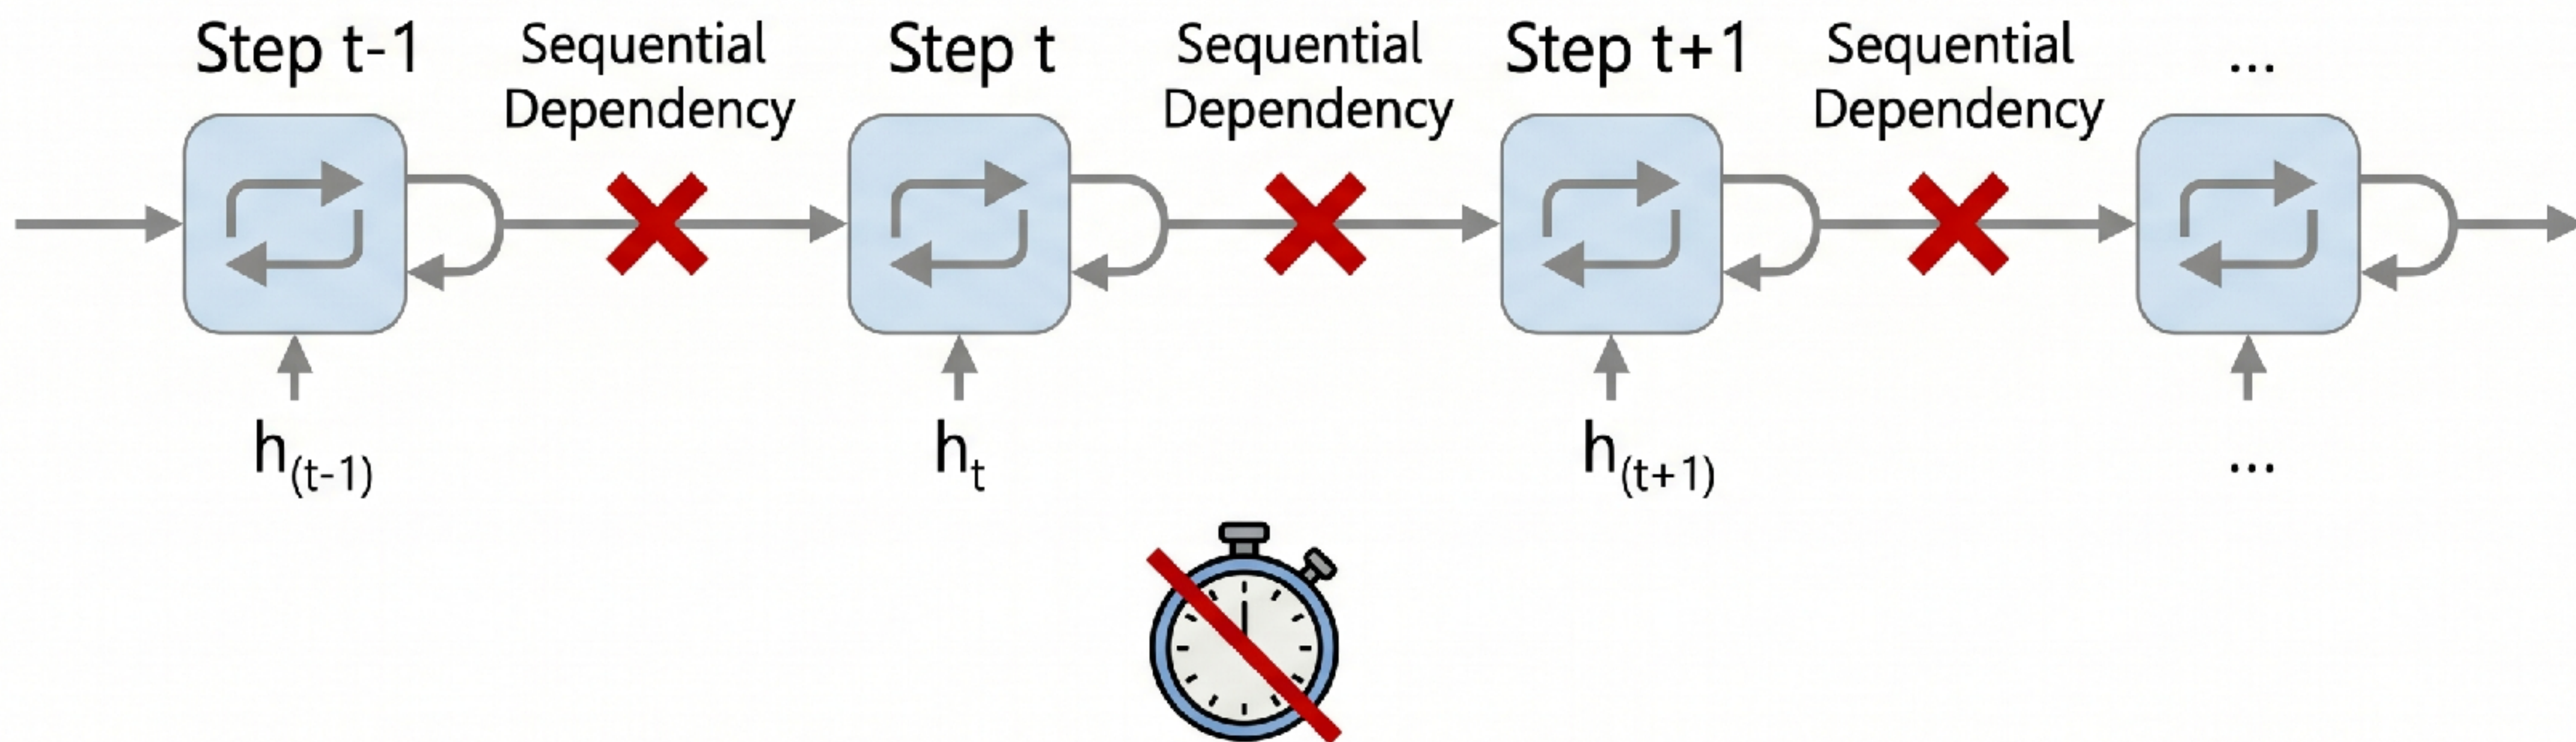 Step t-1
Sequential
Dependency
Step t
Sequential
Dependency
Step t+1
Sequential
Dependency
...
h(t-1)
ht
h(t+1)
...